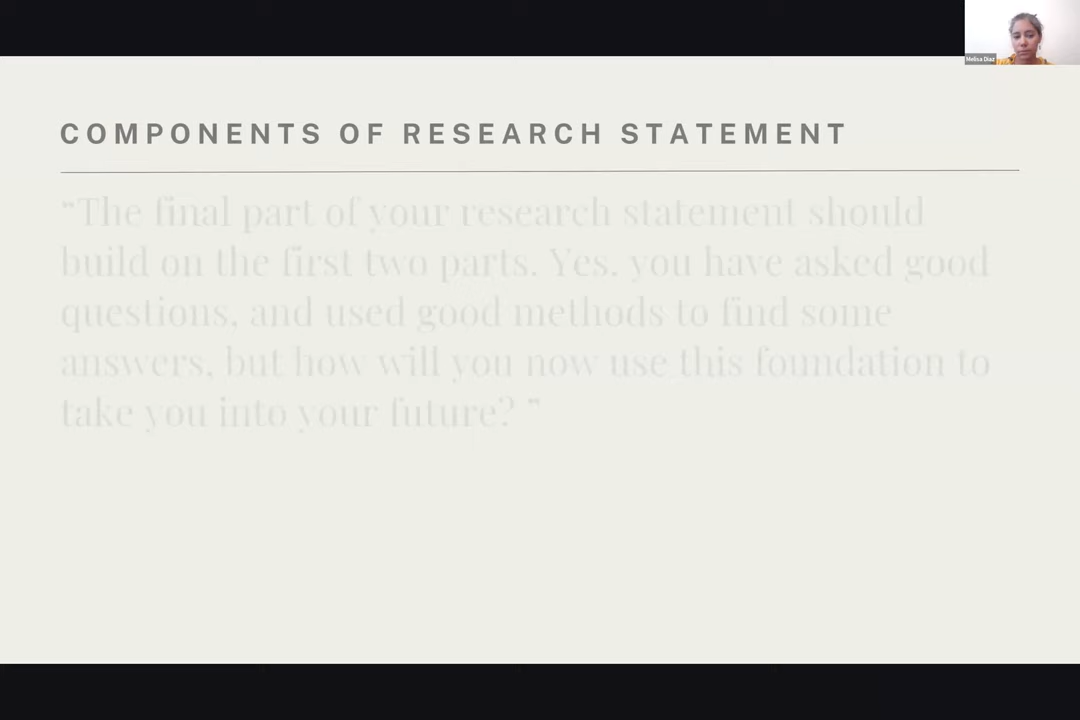 Melisa Diaz
COMPONENTS OF RESEARCH STATEMENT
“The final part of your research statement should
build on the first two parts. Yes, you have asked good
questions, and used good methods to find some
answers, but how will you now use this foundation to
take you into your future? ”